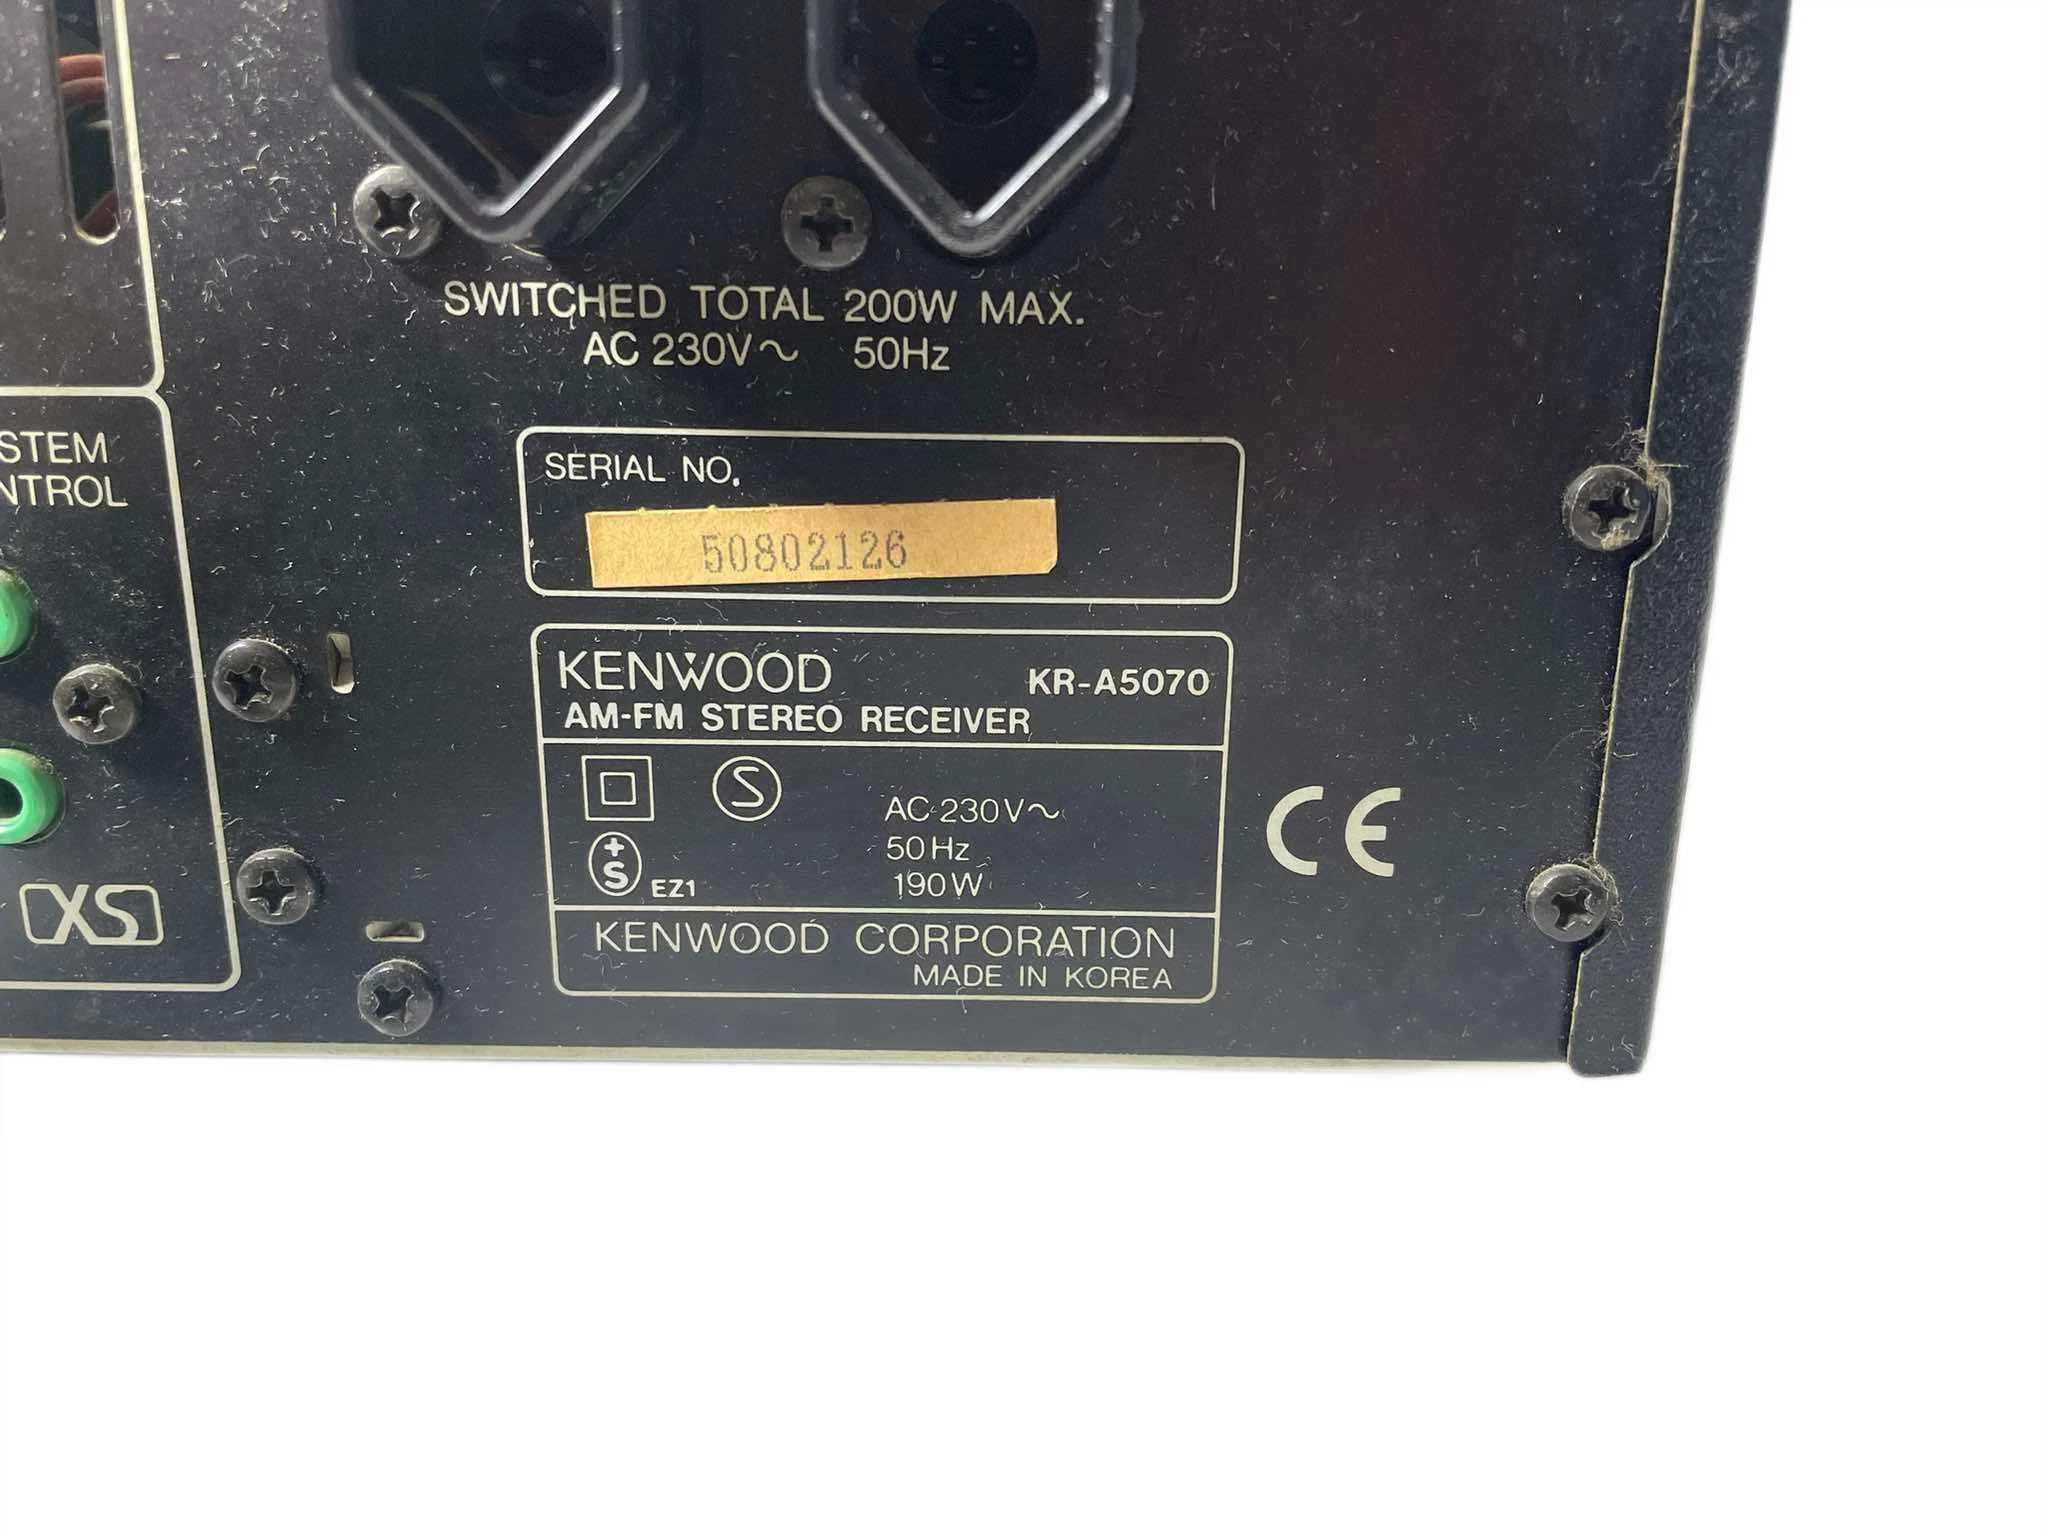 SWITCHED TOTAL 200W MAX.
AC 230V~ 50Hz
STEM
NTROL
XS
SERIAL NO.
50802126
KENWOOD KR-A5070
AM-FM STEREO RECEIVER
S
AC 230V~
50Hz
+S EZ1
190W
KENWOOD CORPORATION
MADE IN KOREA
CE